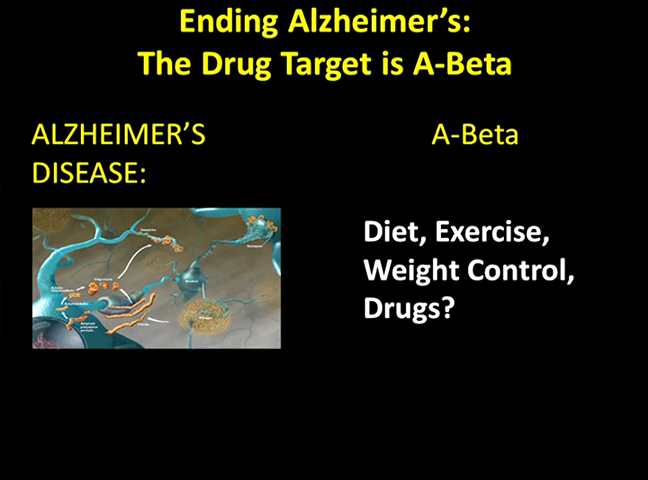 Ending Alzheimer's:
The Drug Target is A-Beta
ALZHEIMER'S
DISEASE:
A-Beta
Diet, Exercise,
Weight Control,
Drugs?